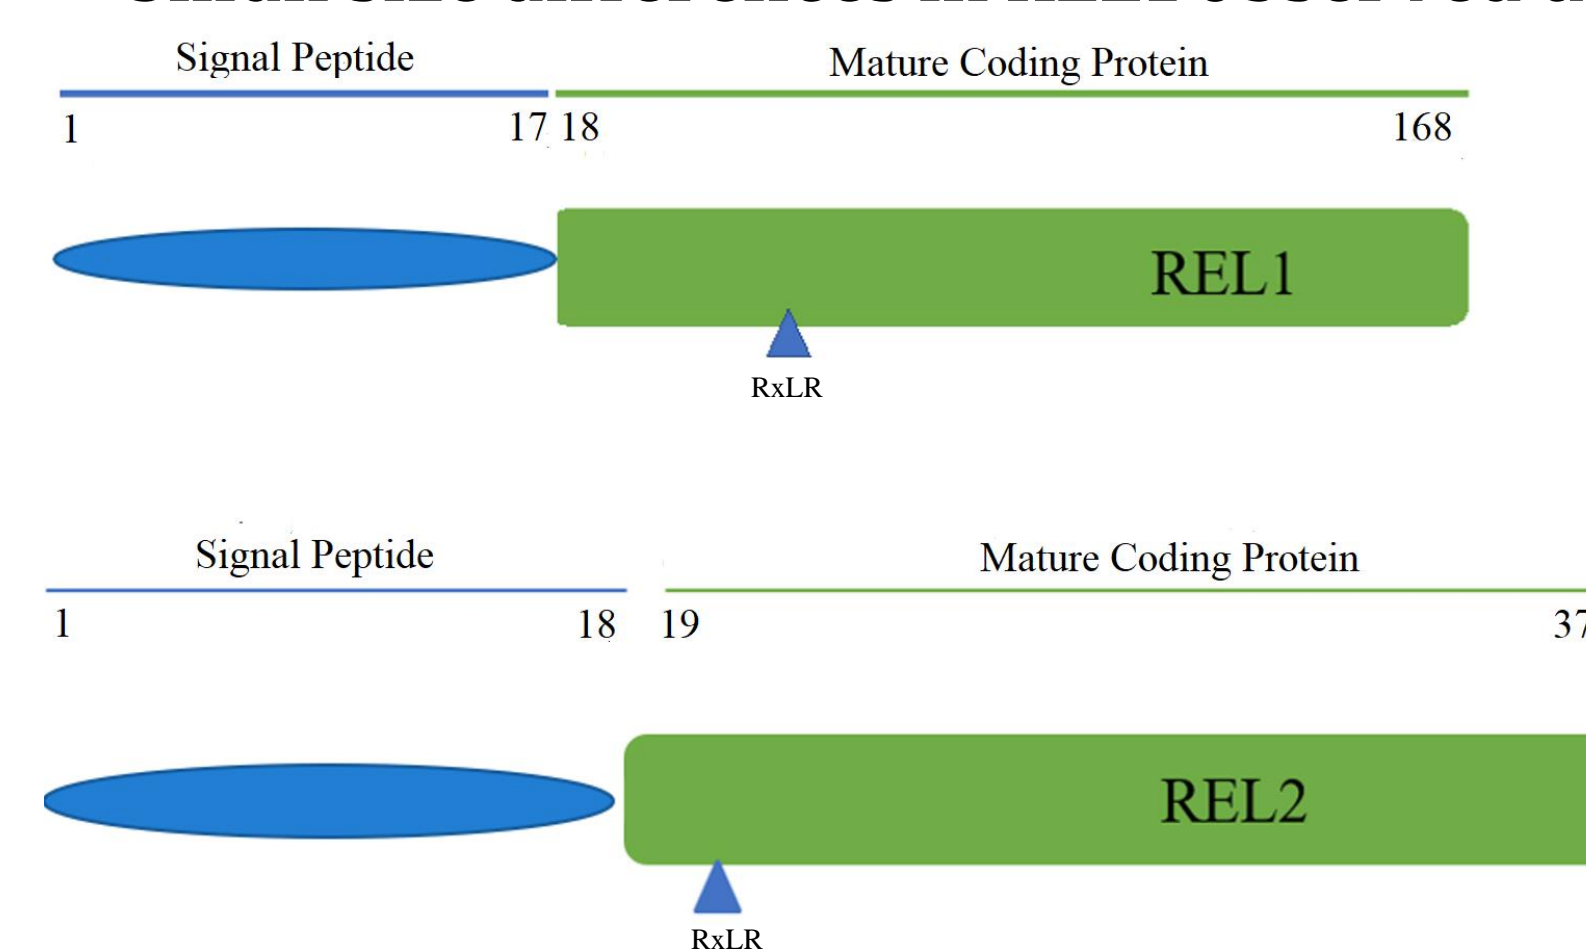 Signal Peptide
Mature Coding Protein
1
17
18
168
REL1
RxLR
Signal Peptide
Mature Coding Protein
1
18
19
37
REL2
RxLR